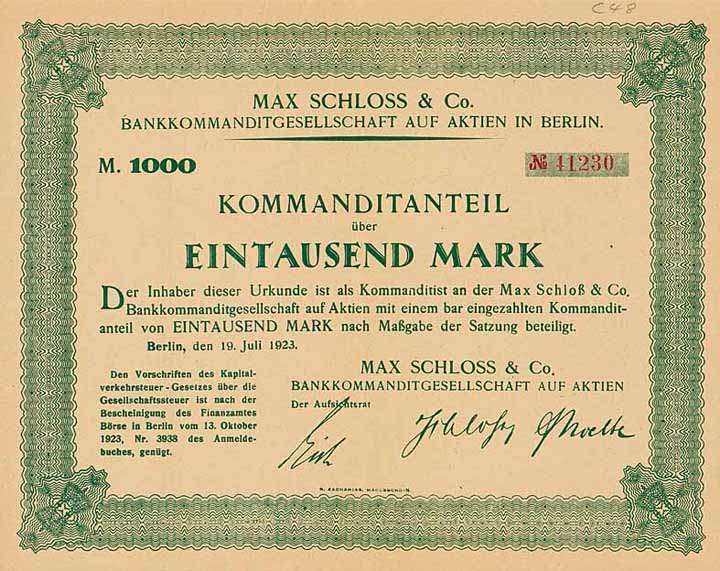 C48
MAX SCHLOSS & Co.
BANKKOMMANDITGESELLSCHAFT AUF AKTIEN IN BERLIN.
M. 1000
№ 41230
KOMMANDITANTEIL
über
EINTAUSEND MARK
Der Inhaber dieser Urkunde ist als Kommanditist an der Max Schloß & Co.
Bankkommanditgesellschaft auf Aktien mit einem bar eingezahlten Kommandit-
anteil von EINTAUSEND MARK nach Maßgabe der Satzung beteiligt.
Berlin, den 19. Juli 1923.
Den Vorschriften des Kapital-
verkehrsteuer-Gesetzes über die
Gesellschaftssteuer ist nach der
Bescheinigung des Finanzamtes
Börse in Berlin vom 13. Oktober
1923, Nr. 3938 des Anmelde-
buches, genügt.
MAX SCHLOSS & Co.
BANKKOMMANDITGESELLSCHAFT AUF AKTIEN
Der Aufsichtsrat
R. ZACHARIAS, MAGDEBURG-N.